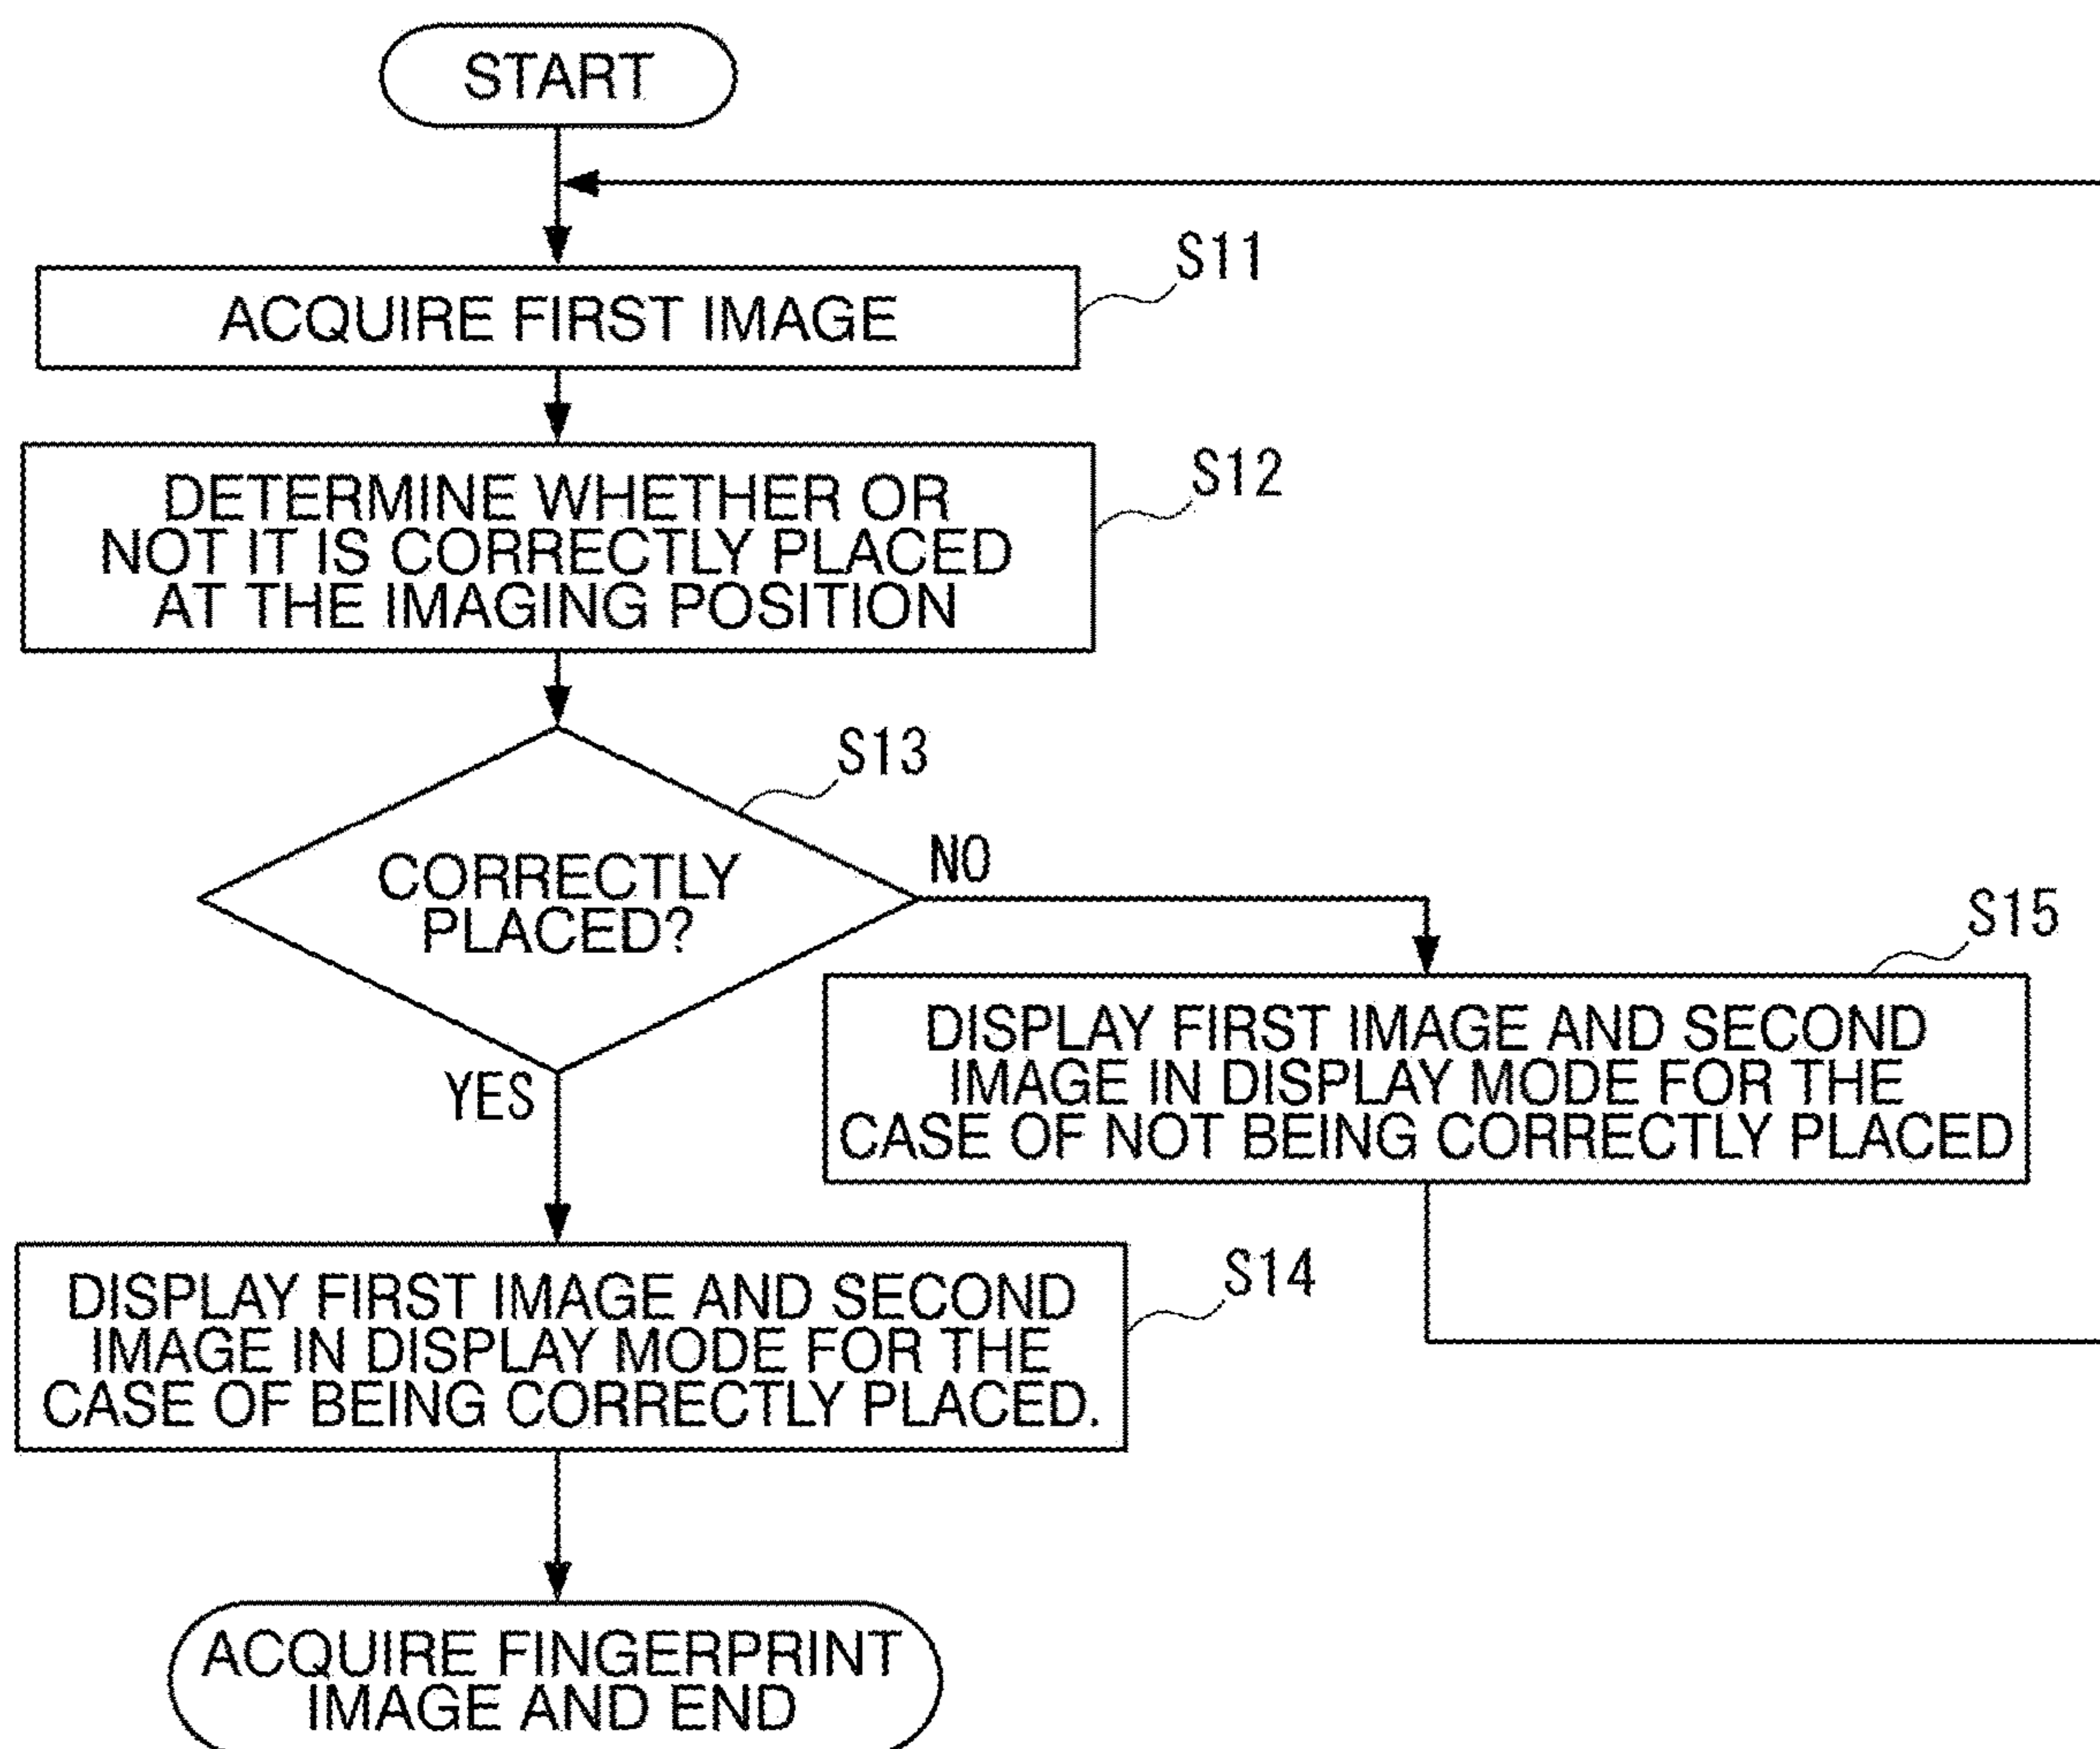 START
S11
ACQUIRE FIRST IMAGE
S12
DETERMINE WHETHER OR
NOT IT IS CORRECTLY PLACED
AT THE IMAGING POSITION
S13
CORRECTLY
PLACED?
NO
YES
S15
DISPLAY FIRST IMAGE AND SECOND
IMAGE IN DISPLAY MODE FOR THE
CASE OF NOT BEING CORRECTLY PLACED
S14
DISPLAY FIRST IMAGE AND SECOND
IMAGE IN DISPLAY MODE FOR THE
CASE OF BEING CORRECTLY PLACED.
ACQUIRE FINGERPRINT
IMAGE AND END